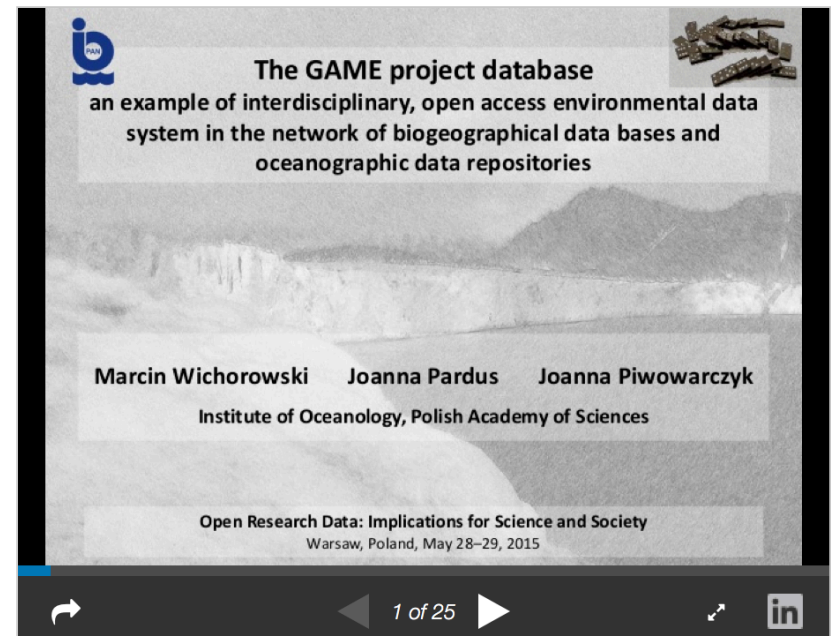 PAN
The GAME project database
an example of interdisciplinary, open access environmental data
system in the network of biogeographical data bases and
oceanographic data repositories
Marcin Wichorowski Joanna Pardus Joanna Piwowarczyk
Institute of Oceanology, Polish Academy of Sciences
Open Research Data: Implications for Science and Society
Warsaw, Poland, May 28–29, 2015
1 of 25
in